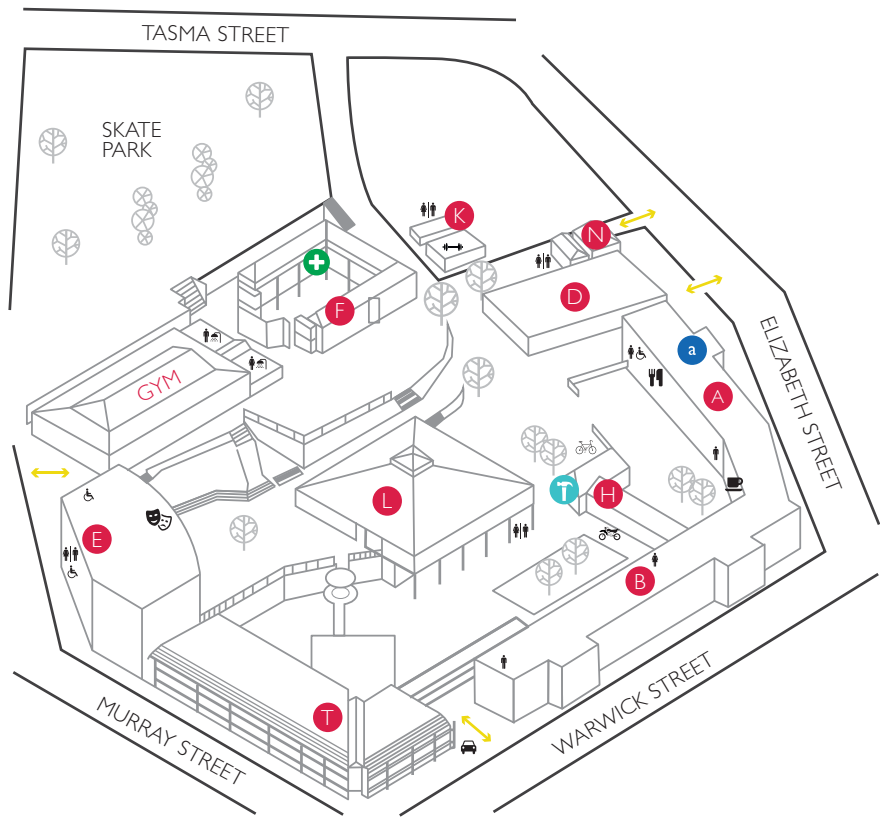 TASMA STREET
SKATE
PARK
K
N
F
D
a
A
GYM
ELIZABETH STREET
L
H
E
B
T
MURRAY STREET
WARWICK STREET